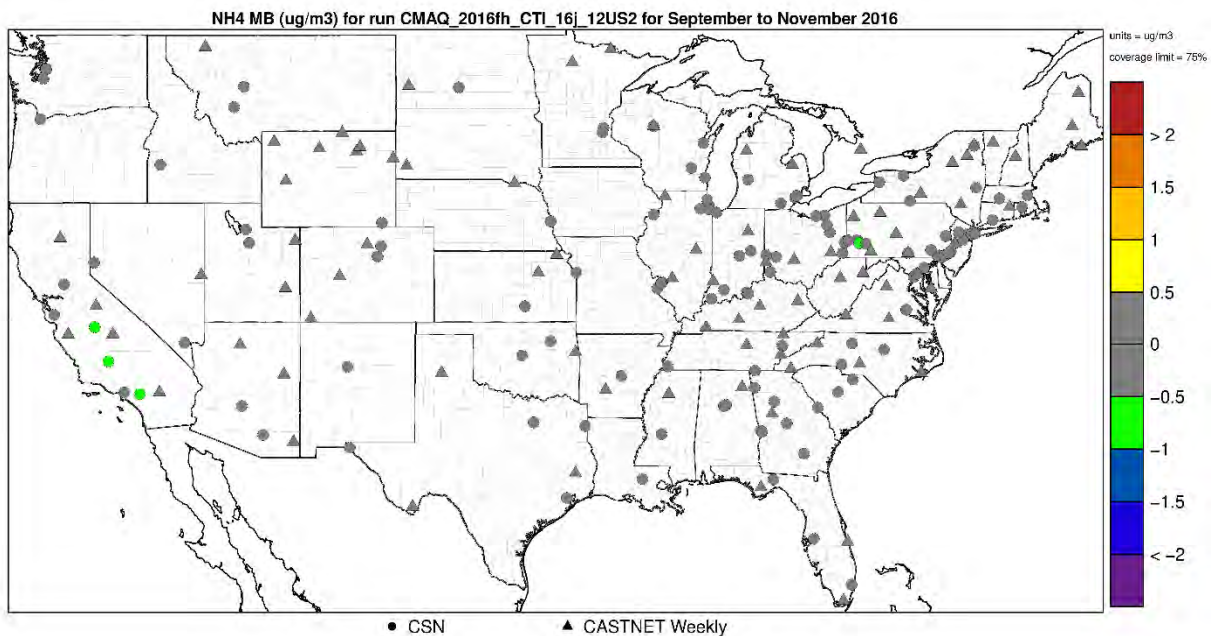 NH4 MB (ug/m3) for run CMAQ_2016fh_CTI_16j_12US2 for September to November 2016
units = ug/m3
coverage limit = 75%
> 2
1.5
1
0.5
0
−0.5
−1
−1.5
< −2
● CSN ▲ CASTNET Weekly